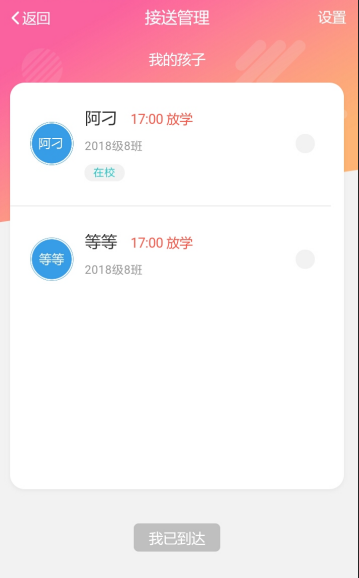 返回 接送管理 设置
我的孩子
阿刁 阿刁 17:00 放学
2018级8班
在校
等等 等等 17:00 放学
2018级8班
我已到达